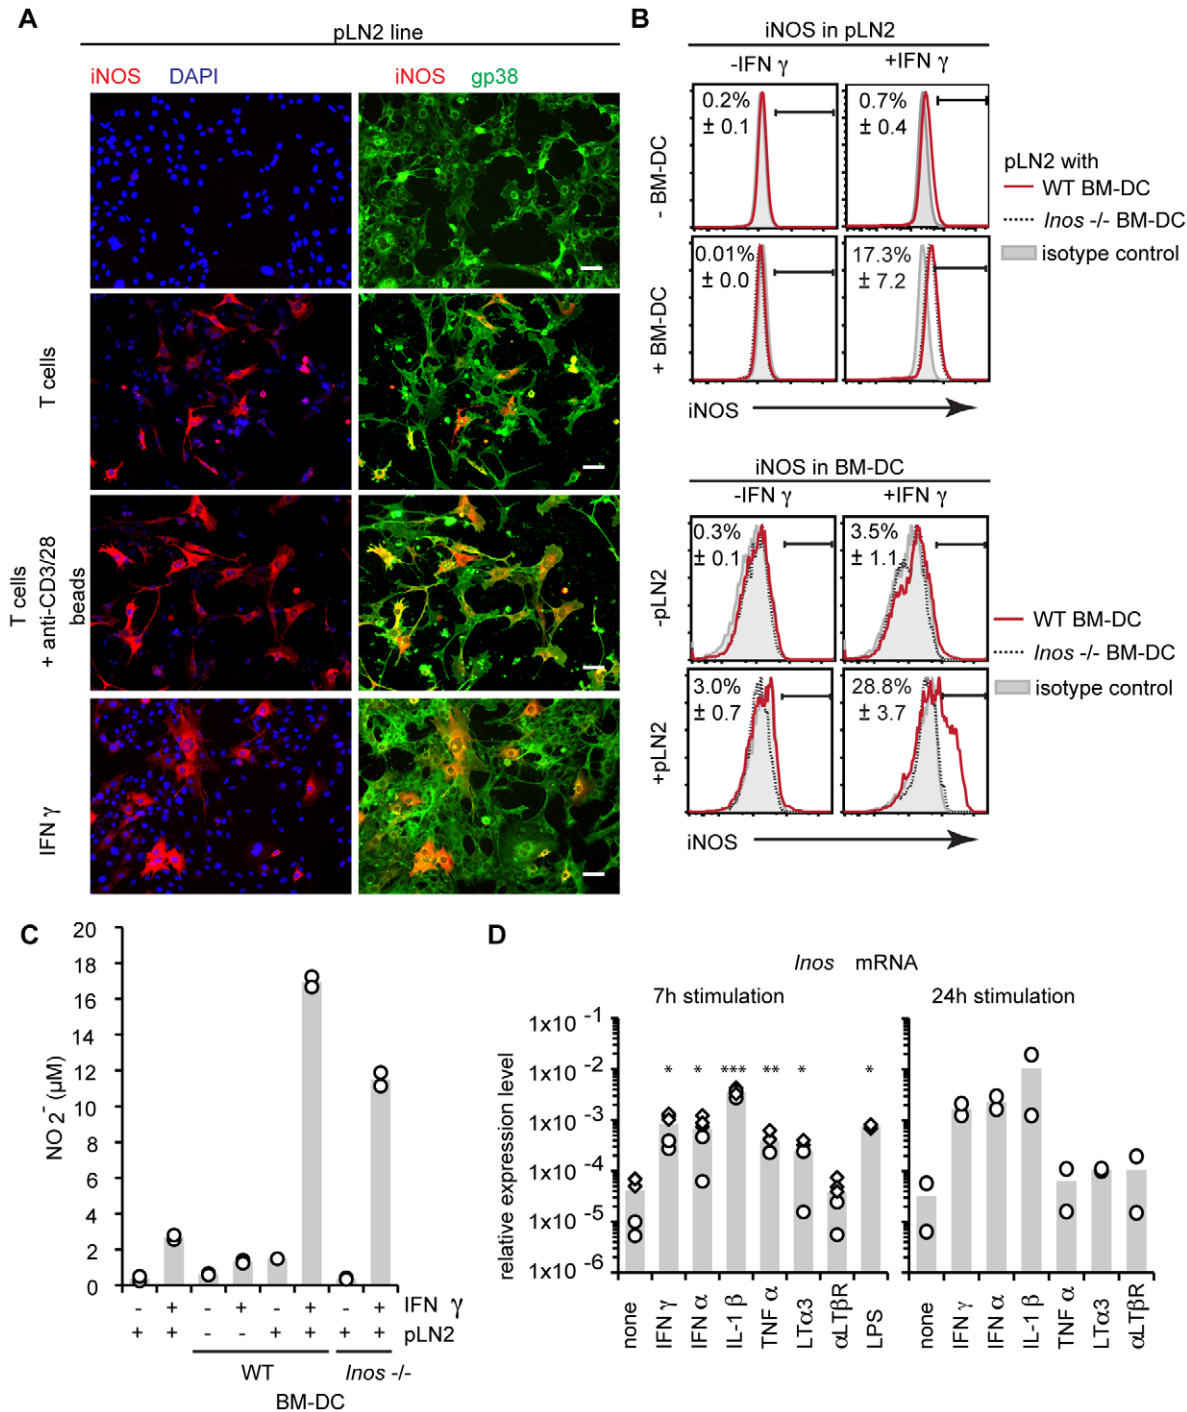 A
pLN2 line
iNOS DAPI
iNOS gp38
T cells
T cells
+ anti-CD3/28
beads
IFN γ
B
iNOS in pLN2
-IFN γ
+IFN γ
- BM-DC
0.2%
± 0.1
0.7%
± 0.4
+ BM-DC
0.01%
± 0.0
17.3%
± 7.2
iNOS
pLN2 with
WT BM-DC
Inos -/- BM-DC
isotype control
iNOS in BM-DC
-IFN γ
+IFN γ
-pLN2
0.3%
± 0.1
3.5%
± 1.1
+pLN2
3.0%
± 0.7
28.8%
± 3.7
iNOS
WT BM-DC
Inos -/- BM-DC
isotype control
C
NO 2⁻ (µM)
20
18
16
14
12
10
8
6
4
2
0
- + - + - + - + IFN γ
+ + - - + + + + pLN2
WT
Inos -/-
BM-DC
D
Inos mRNA
7h stimulation
24h stimulation
relative expression level
1x10 -1
1x10 -2
1x10 -3
1x10 -4
1x10 -5
1x10 -6
* * *** ** * *
none
IFN γ
IFN α
IL-1 β
TNF α
LTα3
αLTβR
LPS
none
IFN γ
IFN α
IL-1 β
TNF α
LTα3
αLTβR